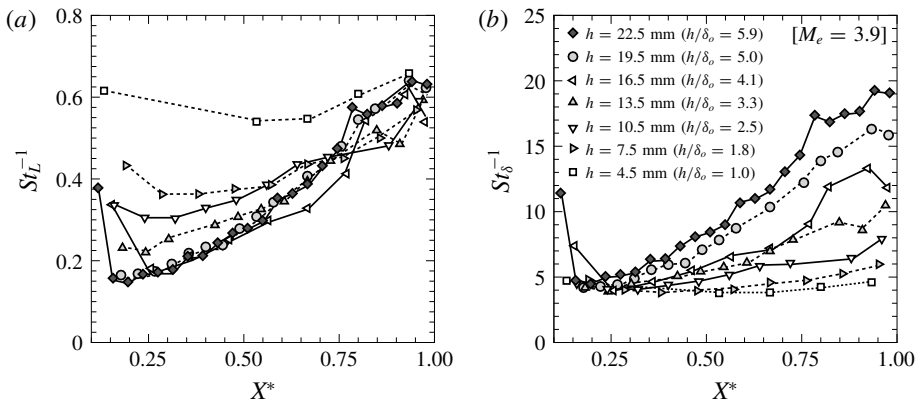 (a)
0.8
0.6
0.4
0.2
0
St_L^{-1}
0.25
0.50
0.75
1.00
X*
(b)
25
20
15
10
5
0
St_δ^{-1}
[M_e = 3.9]
h = 22.5 mm (h/δ_o = 5.9)
h = 19.5 mm (h/δ_o = 5.0)
h = 16.5 mm (h/δ_o = 4.1)
h = 13.5 mm (h/δ_o = 3.3)
h = 10.5 mm (h/δ_o = 2.5)
h = 7.5 mm (h/δ_o = 1.8)
h = 4.5 mm (h/δ_o = 1.0)
0.25
0.50
0.75
1.00
X*